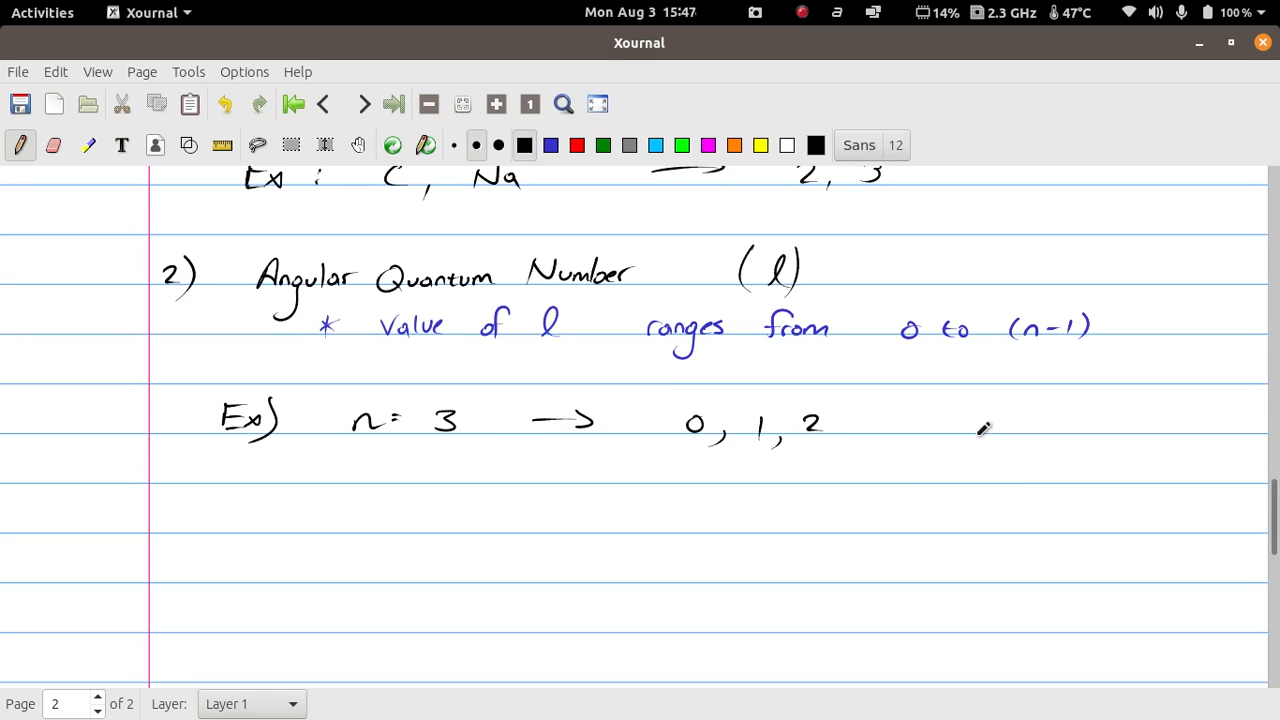 Activities Xournal Mon Aug 3 15:47 a 14% 2.3 GHz 47°C 100 %
Xournal
File Edit View Page Tools Options Help
1
T Sans 12
Ex : C, Na → 2, 3
2) Angular Quantum Number (l)
* Value of l ranges from 0 to (n-1)
Ex) n= 3 → 0, 1, 2
Page 2 of 2 Layer: Layer 1